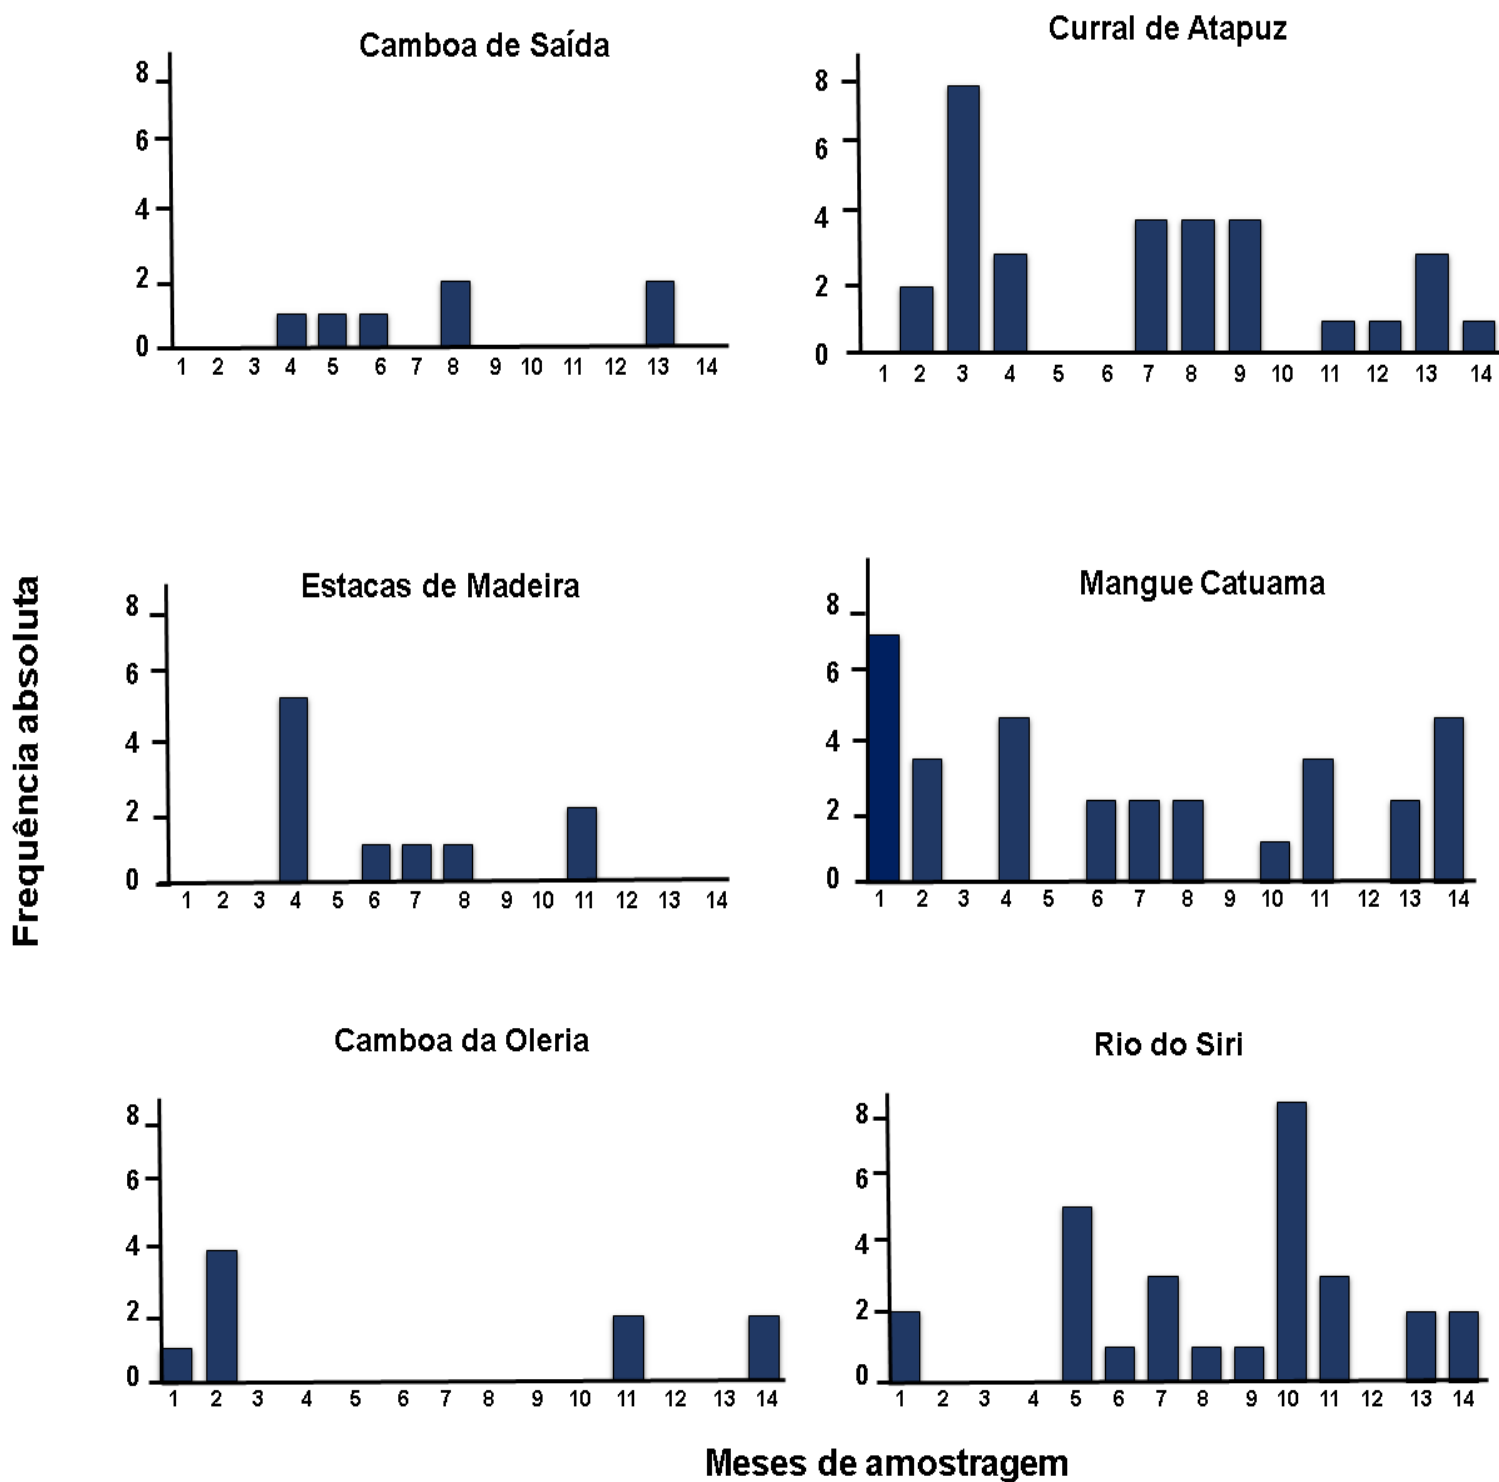 Camboa de Saída
8
6
4
2
0
1 2 3 4 5 6 7 8 9 10 11 12 13 14
Curral de Atapuz
8
6
4
2
0
1 2 3 4 5 6 7 8 9 10 11 12 13 14
Frequência absoluta
Estacas de Madeira
8
6
4
2
0
1 2 3 4 5 6 7 8 9 10 11 12 13 14
Mangue Catuama
8
6
4
2
0
1 2 3 4 5 6 7 8 9 10 11 12 13 14
Camboa da Oleria
8
6
4
2
0
1 2 3 4 5 6 7 8 9 10 11 12 13 14
Rio do Siri
8
6
4
2
0
1 2 3 4 5 6 7 8 9 10 11 12 13 14
Meses de amostragem